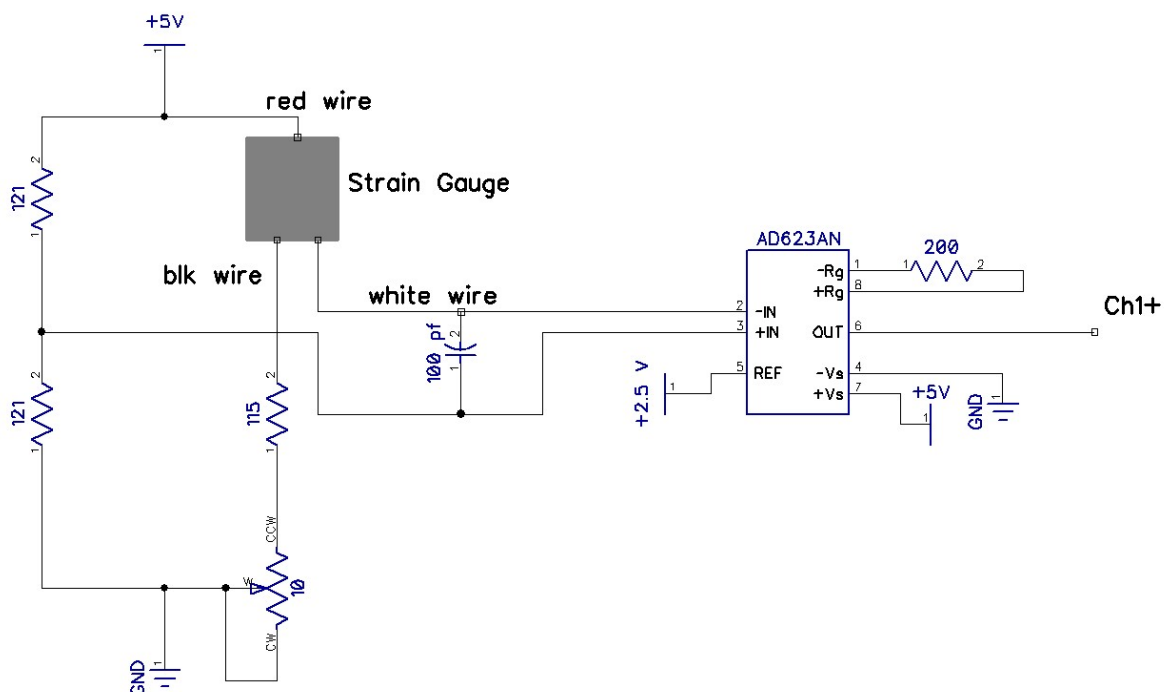 +5V
1
red wire
2
121
1
Strain Gauge
blk wire
white wire
AD623AN
-Rg
1
+Rg
8
1
200
2
2
-IN
3
+IN
OUT
6
Ch1+
5
REF
-Vs
4
+Vs
7
+2.5 V
1
+5V
1
GND
1
2
100 pf
1
2
121
1
2
115
1
CCW
W
10
CW
GND
1